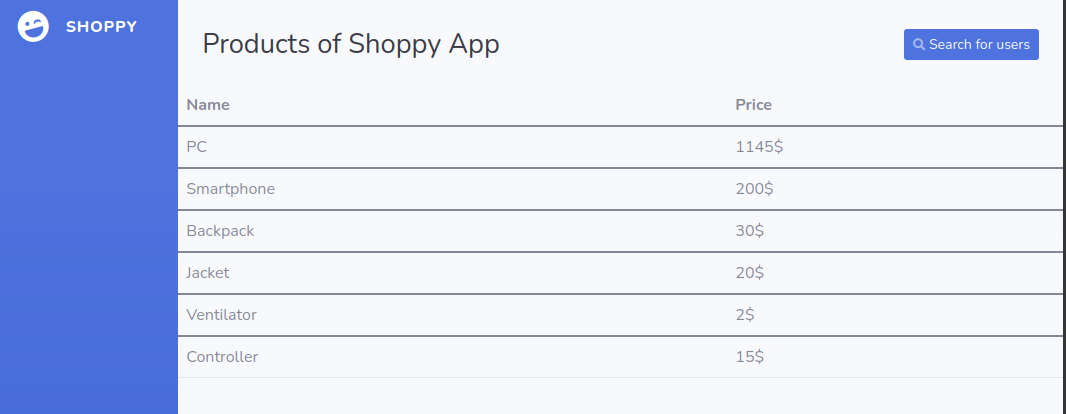 SHOPPY
Products of Shoppy App
Search for users
Name Price
PC 1145$
Smartphone 200$
Backpack 30$
Jacket 20$
Ventilator 2$
Controller 15$